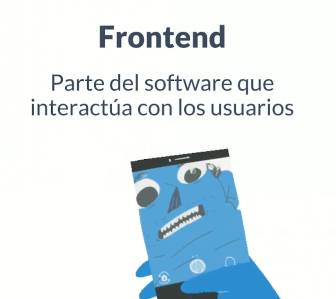 Frontend
Parte del software que
interactúa con los usuarios